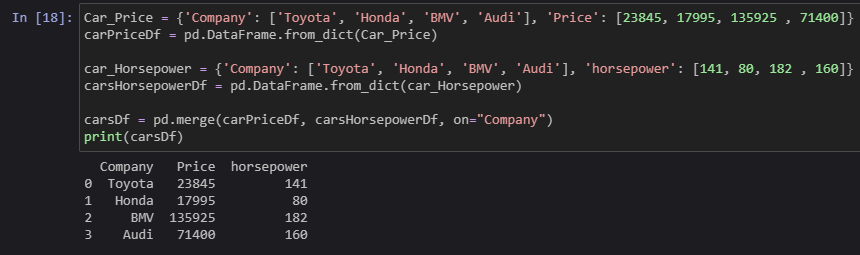 In [18]: Car_Price = {'Company': ['Toyota', 'Honda', 'BMV', 'Audi'], 'Price': [23845, 17995, 135925 , 71400]}
carPriceDf = pd.DataFrame.from_dict(Car_Price)
car_Horsepower = {'Company': ['Toyota', 'Honda', 'BMV', 'Audi'], 'horsepower': [141, 80, 182 , 160]}
carsHorsepowerDf = pd.DataFrame.from_dict(car_Horsepower)
carsDf = pd.merge(carPriceDf, carsHorsepowerDf, on="Company")
print(carsDf)
Company Price horsepower
0 Toyota 23845 141
1 Honda 17995 80
2 BMV 135925 182
3 Audi 71400 160